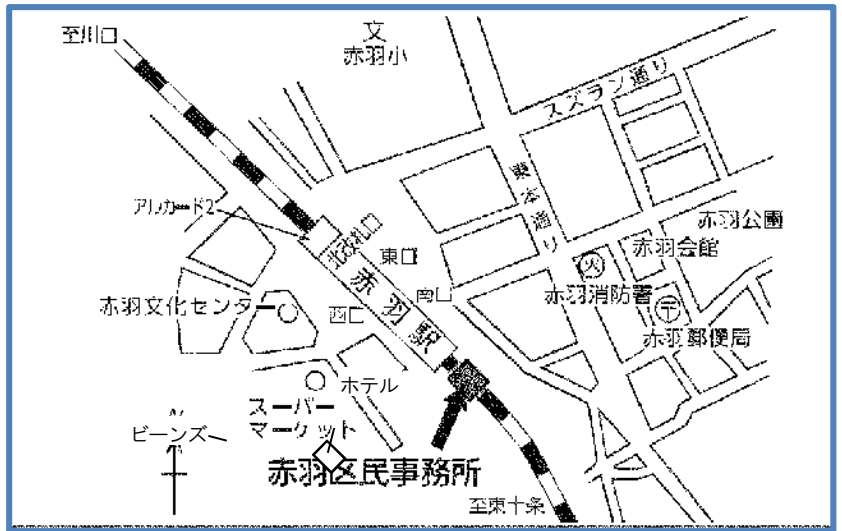 至川口
文
赤羽小
スズラン通り
東本通り
アルカード2
北改札口
東口
赤羽公園
赤羽会館
赤羽駅
南口
赤羽消防署
火
赤羽文化センター
西口
〒
赤羽郵便局
ホテル
スーパー
マーケット
ビーンズ
赤羽区民事務所
至東十条